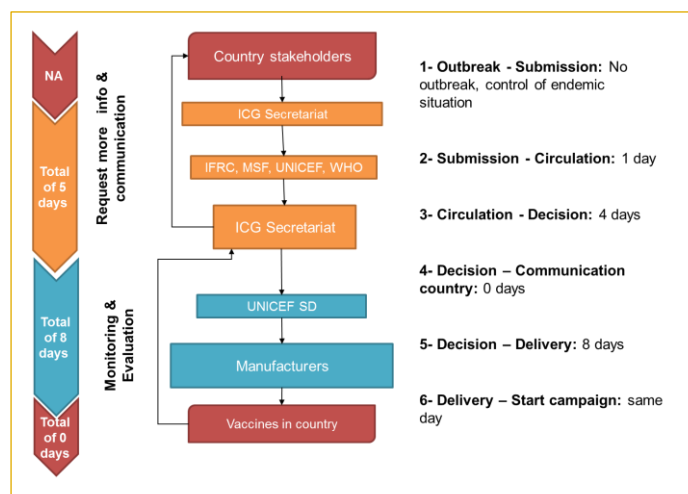 NA
Total
of 5
days
Total
of 8
days
Total
of 0
days
Request more info &
communication
Monitoring &
Evaluation
Country stakeholders
ICG Secretariat
IFRC, MSF, UNICEF, WHO
ICG Secretariat
UNICEF SD
Manufacturers
Vaccines in country
1- Outbreak - Submission: No
outbreak, control of endemic
situation
2- Submission - Circulation: 1 day
3- Circulation - Decision: 4 days
4- Decision – Communication
country: 0 days
5- Decision – Delivery: 8 days
6- Delivery – Start campaign: same
day